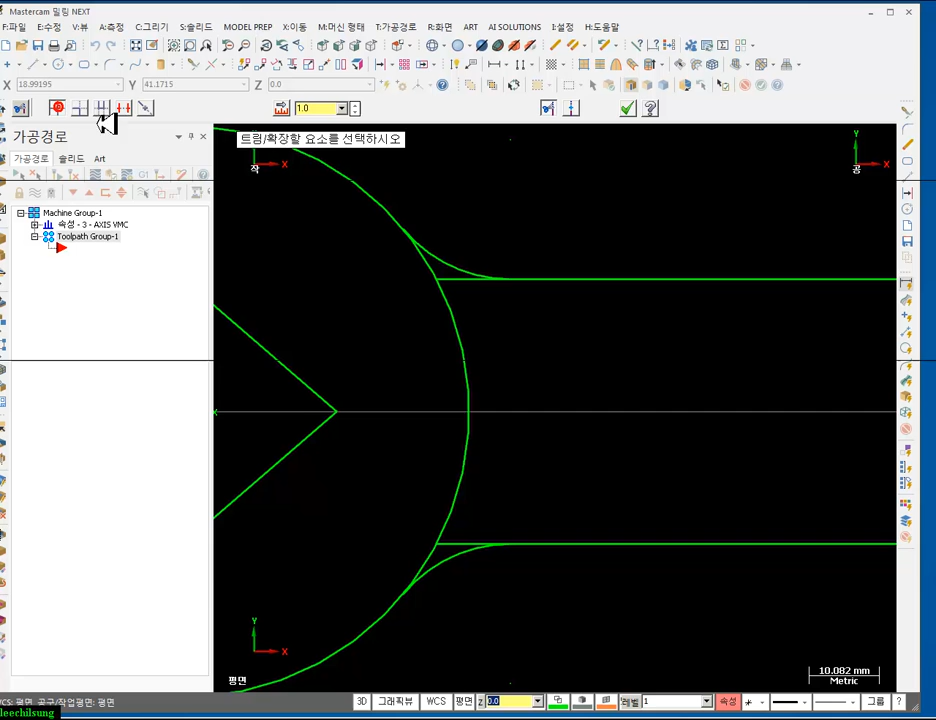 Mastercam 밀링 NEXT
F:파일 E:수정 V:뷰 A:측정 C:그리기 S:솔리드 MODEL PREP X:이동 M:머신 형태 T:가공경로 R:화면 ART AI SOLUTIONS I:설정 H:도움말
X 18.99195 Y 41.1715 Z 0.0
1.0
가공경로
트림/확장할 요소를 선택하시오
가공경로 솔리드 Art
G1
Machine Group-1
속성 - 3 - AXIS VMC
Toolpath Group-1
X
작
Y
X
공
X
Y
X
평면
10.082 mm
Metric
WCS: 평면 공구/작업평면: 평면
3D 그래픽뷰 WCS 평면 Z 0.0 레벨 1 속성 그룹 ?
leechilsung